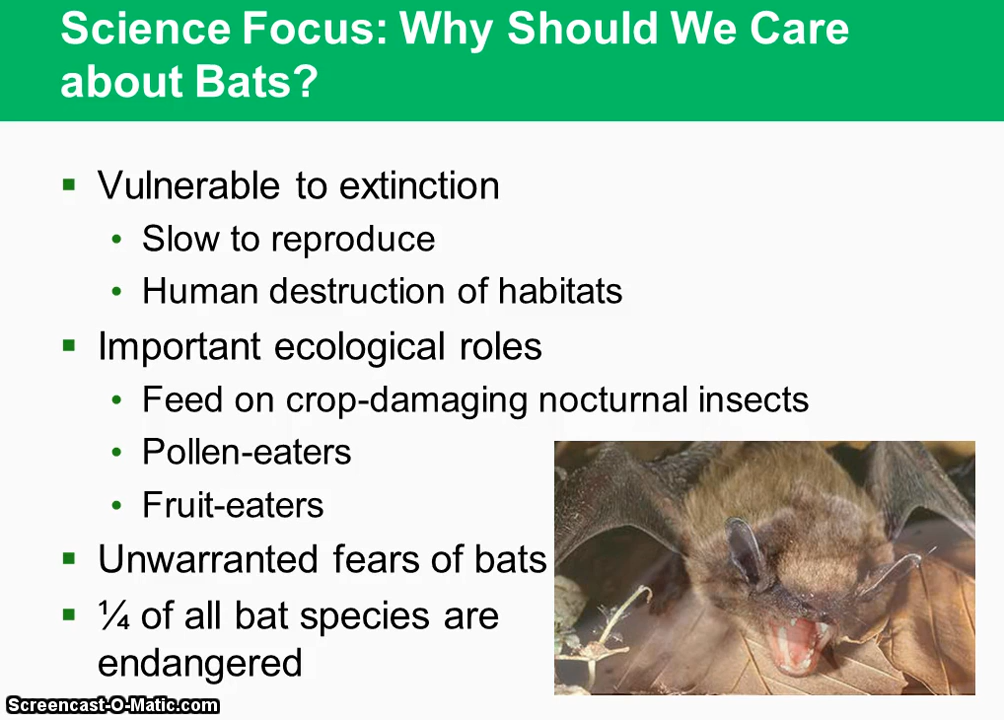 Science Focus: Why Should We Care
about Bats?
Vulnerable to extinction
Slow to reproduce
Human destruction of habitats
Important ecological roles
Feed on crop-damaging nocturnal insects
Pollen-eaters
Fruit-eaters
Unwarranted fears of bats
¼ of all bat species are
endangered
Screencast-O-Matic.com